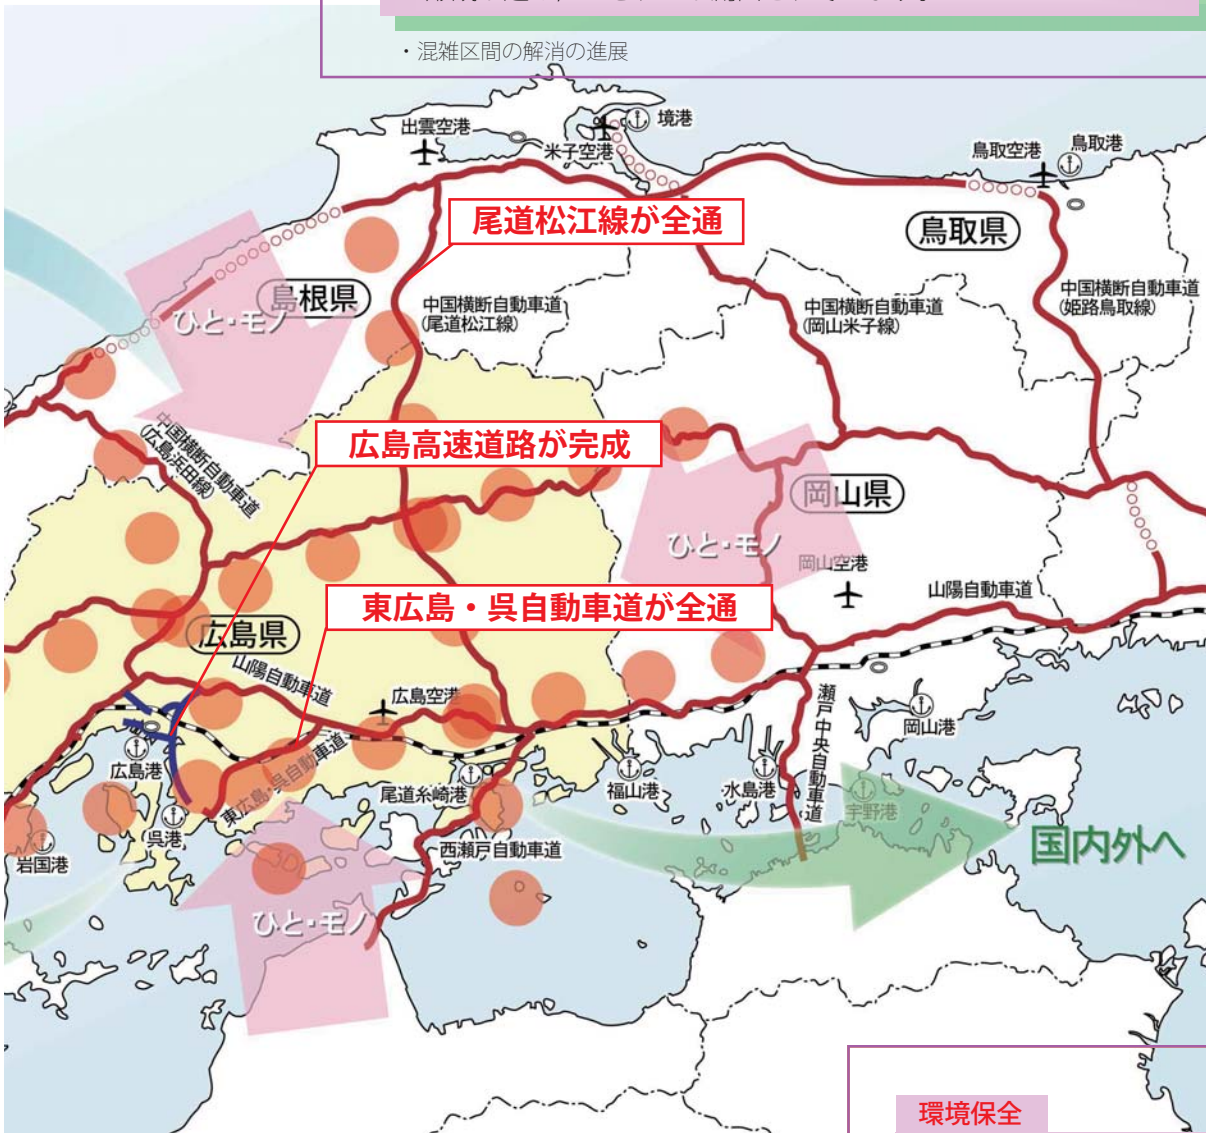 ・混雑区間の解消の進展
境港
出雲空港
米子空港
鳥取空港
鳥取港
尾道松江線が全通
鳥取県
島根県
ひと・モノ
中国横断自動車道
(尾道松江線)
中国横断自動車道
(岡山米子線)
中国横断自動車道
(姫路鳥取線)
中国横断自動車道
(広島浜田線)
広島高速道路が完成
岡山県
ひと・モノ
岡山空港
山陽自動車道
東広島・呉自動車道が全通
広島県
山陽自動車道
広島空港
瀬戸中央自動車道
岡山港
広島港
東広島・呉自動車道
尾道糸崎港
福山港
水島港
宇野港
呉港
岩国港
西瀬戸自動車道
国内外へ
ひと・モノ
環境保全